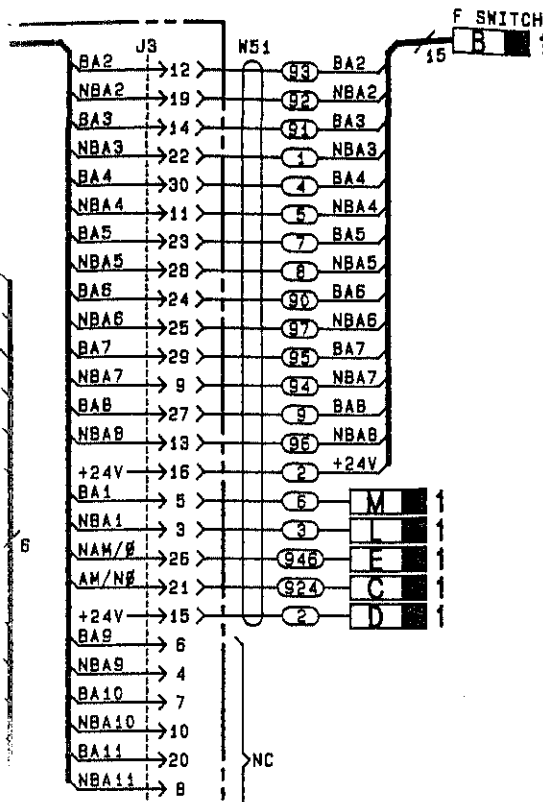 F SWITCH
J3 W51 15 B 1
BA2 12 93 BA2
NBA2 19 92 NBA2
BA3 14 91 BA3
NBA3 22 1 NBA3
BA4 30 4 BA4
NBA4 11 5 NBA4
BA5 23 7 BA5
NBA5 28 8 NBA5
BA6 24 90 BA6
NBA6 25 97 NBA6
BA7 29 95 BA7
NBA7 9 94 NBA7
BA8 27 9 BA8
NBA8 13 96 NBA8
+24V 16 2 +24V
BA1 5 6 M 1
NBA1 3 3 L 1
6
NAM/Ø 26 946 E 1
AM/NØ 21 924 C 1
+24V 15 2 D 1
BA9 6
NBA9 4
BA10 7
NBA10 10
BA11 20 NC
NBA11 8